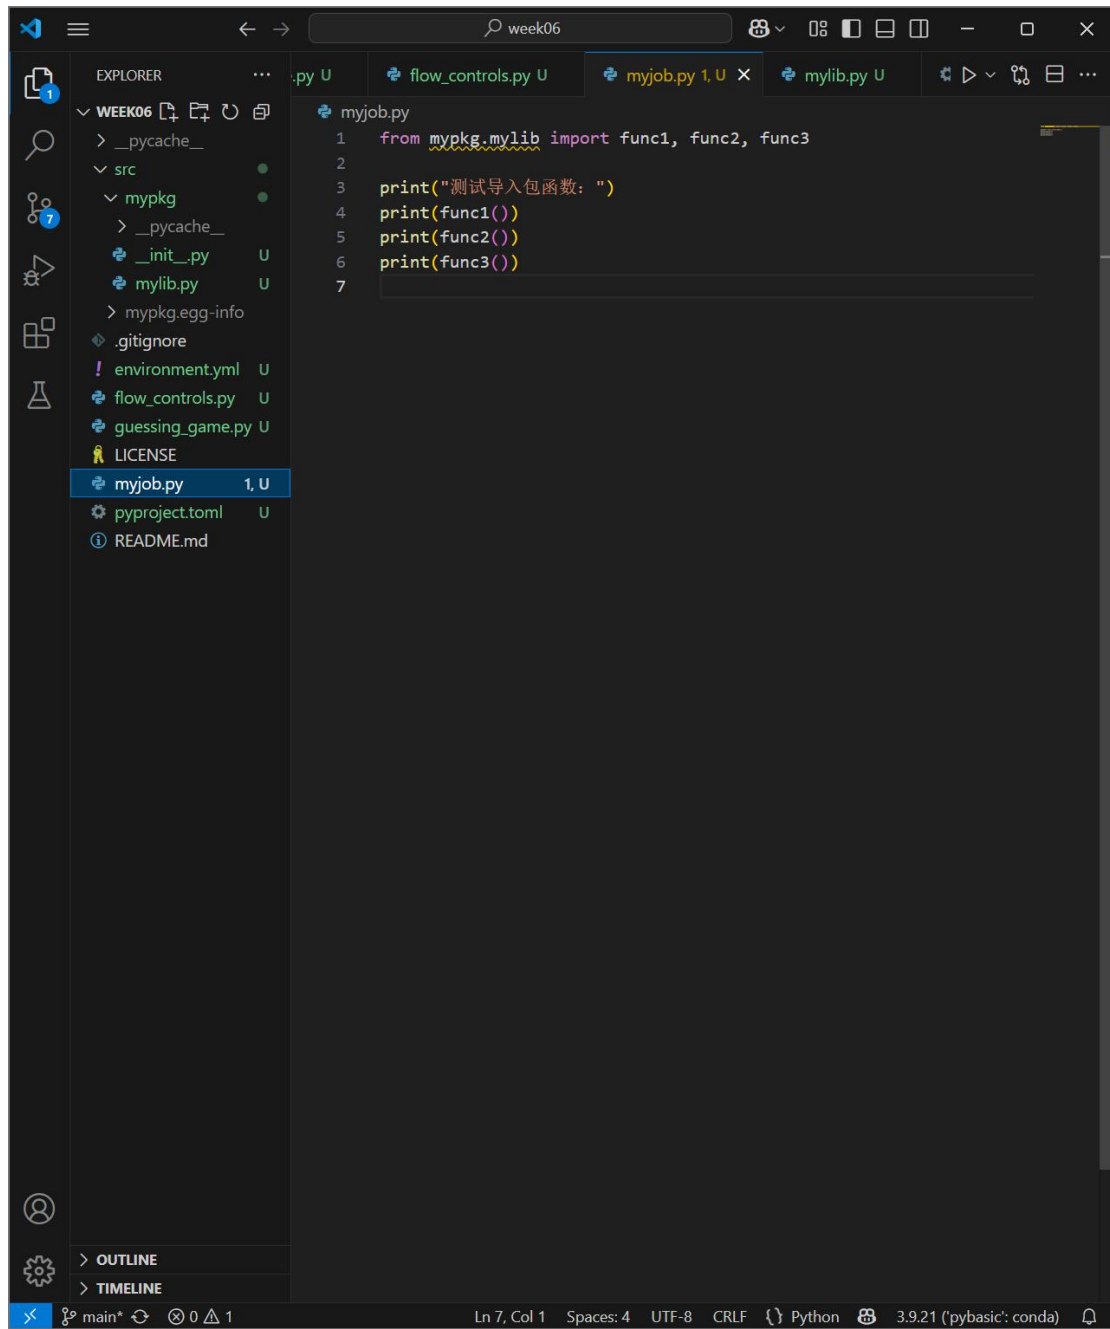 week06
EXPLORER
.py U
flow_controls.py U
myjob.py 1, U
mylib.py U
WEEK06
myjob.py
__pycache__
src
mypkg
__pycache__
__init__.py U
mylib.py U
mypkg.egg-info
.gitignore
environment.yml U
flow_controls.py U
guessing_game.py U
LICENSE
myjob.py 1, U
pyproject.toml U
README.md
1 from mypkg.mylib import func1, func2, func3
2
3 print("测试导入包函数：")
4 print(func1())
5 print(func2())
6 print(func3())
7
1
7
OUTLINE
TIMELINE
main* 0 1 Ln 7, Col 1 Spaces: 4 UTF-8 CRLF {} Python 3.9.21 ('pybasic': conda)